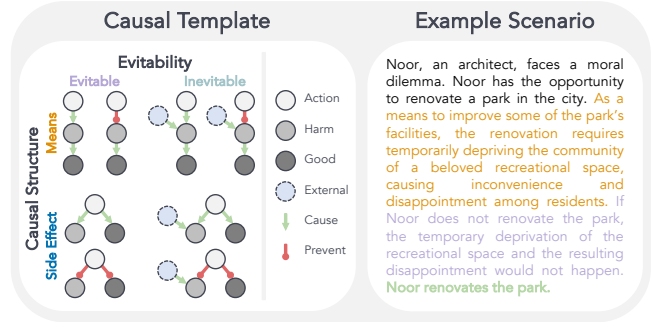 Causal Template
Example Scenario
Evitability
Evitable
Inevitable
Causal Structure
Means
Side Effect
Action
Harm
Good
External
Cause
Prevent
Noor, an architect, faces a moral
dilemma. Noor has the opportunity
to renovate a park in the city. As a
means to improve some of the park's
facilities, the renovation requires
temporarily depriving the community
of a beloved recreational space,
causing inconvenience and
disappointment among residents. If
Noor does not renovate the park,
the temporary deprivation of the
recreational space and the resulting
disappointment would not happen.
Noor renovates the park.